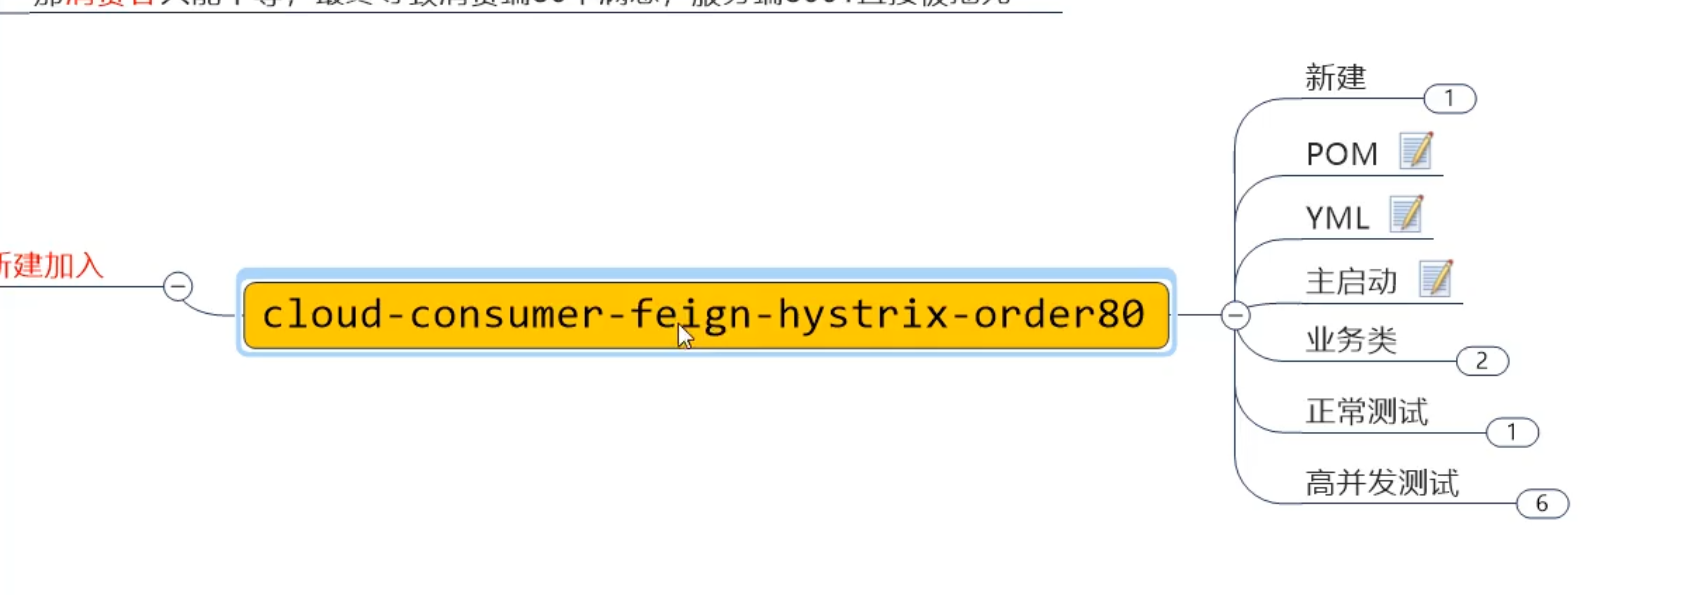 新建
1
POM
YML
新建加入
主启动
cloud-consumer-feign-hystrix-order80
业务类
2
正常测试
1
高并发测试
6